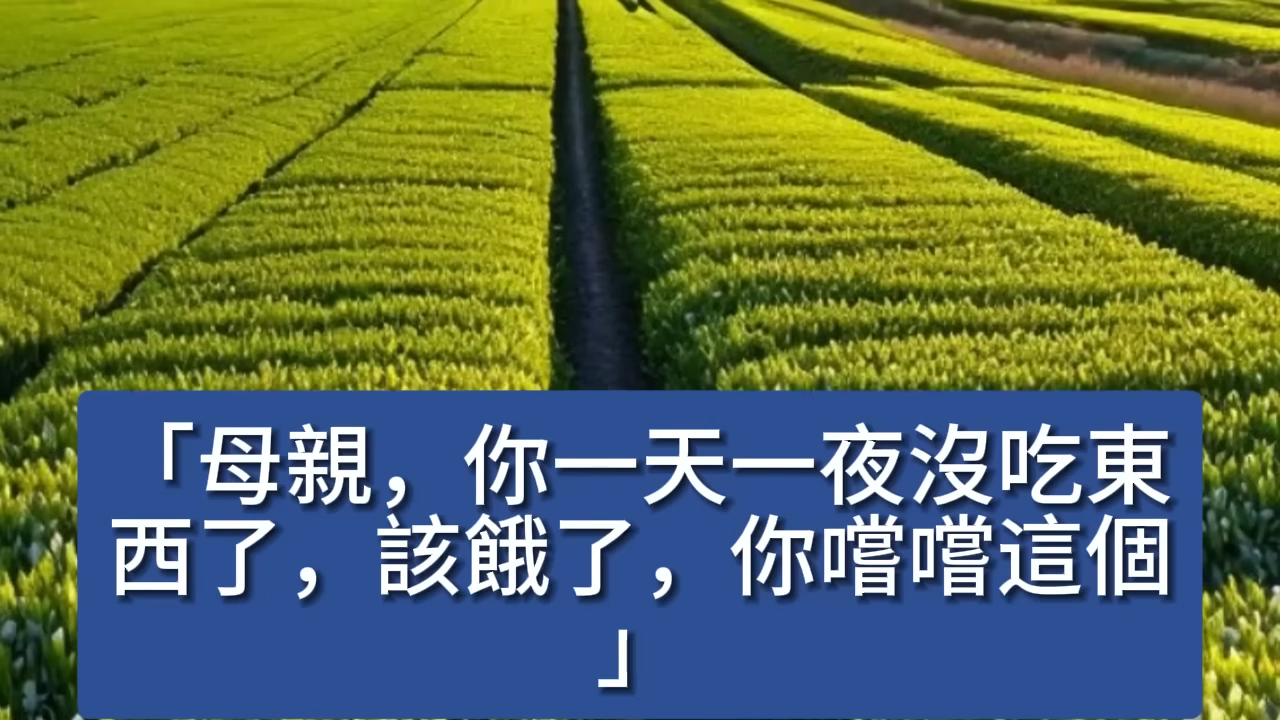 「母親，你一天一夜沒吃東
西了，該餓了，你嚐嚐這個
」